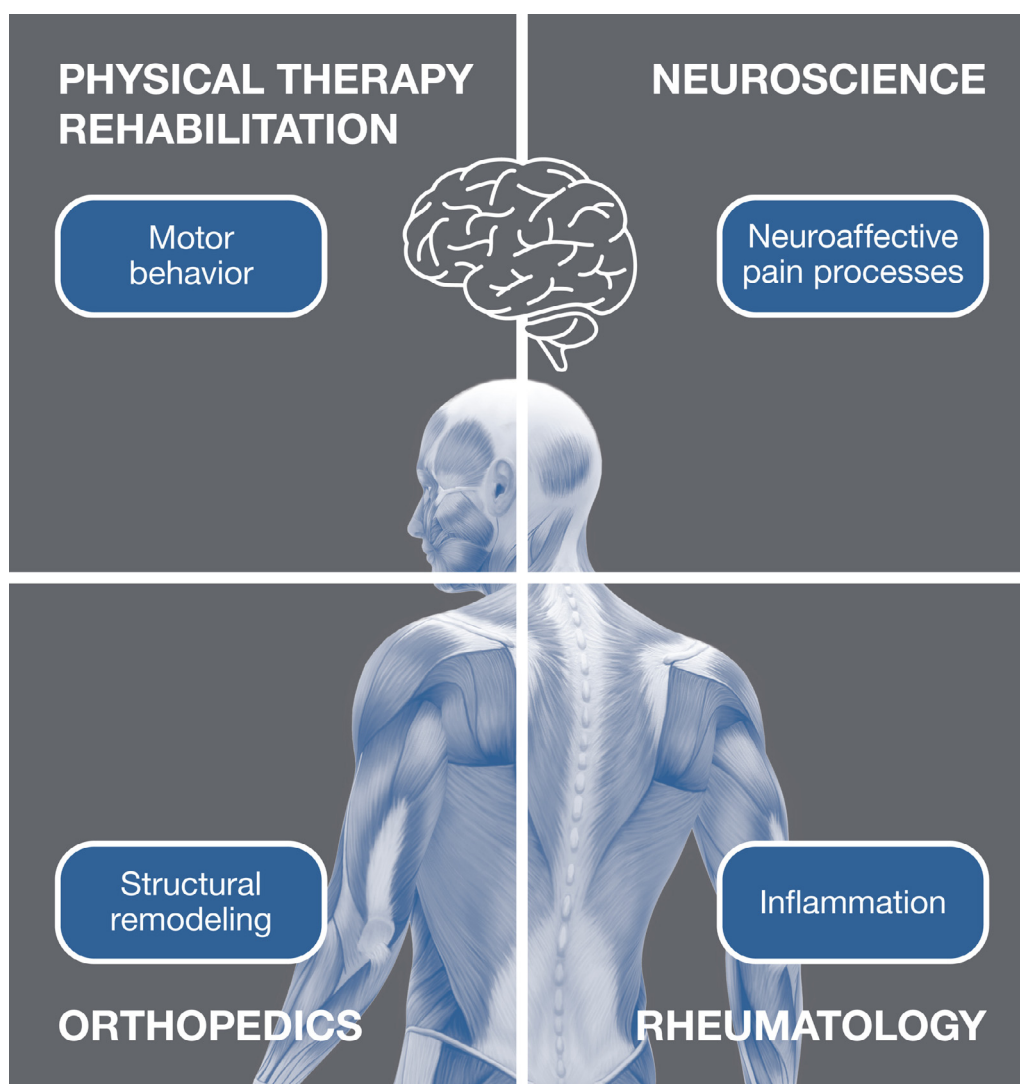 PHYSICAL THERAPY
REHABILITATION
NEUROSCIENCE
Motor
behavior
Neuroaffective
pain processes
Structural
remodeling
Inflammation
ORTHOPEDICS
RHEUMATOLOGY